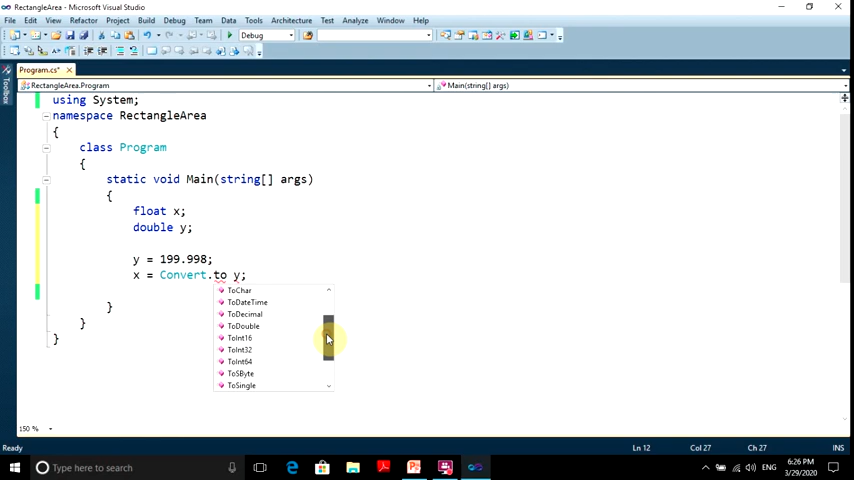 RectangleArea - Microsoft Visual Studio
File Edit View Refactor Project Build Debug Team Data Tools Architecture Test Analyze Window Help
Debug
Program.cs*
Toolbox
RectangleArea.Program Main(string[] args)
using System;
namespace RectangleArea
{
class Program
{
static void Main(string[] args)
{
float x;
double y;
y = 199.998;
x = Convert.to y;
ToChar
ToDateTime
ToDecimal
ToDouble
ToInt16
ToInt32
ToInt64
ToSByte
ToSingle
}
}
}
150 %
Ready Ln 12 Col 27 Ch 27 INS
Type here to search
ENG
6:26 PM
3/29/2020